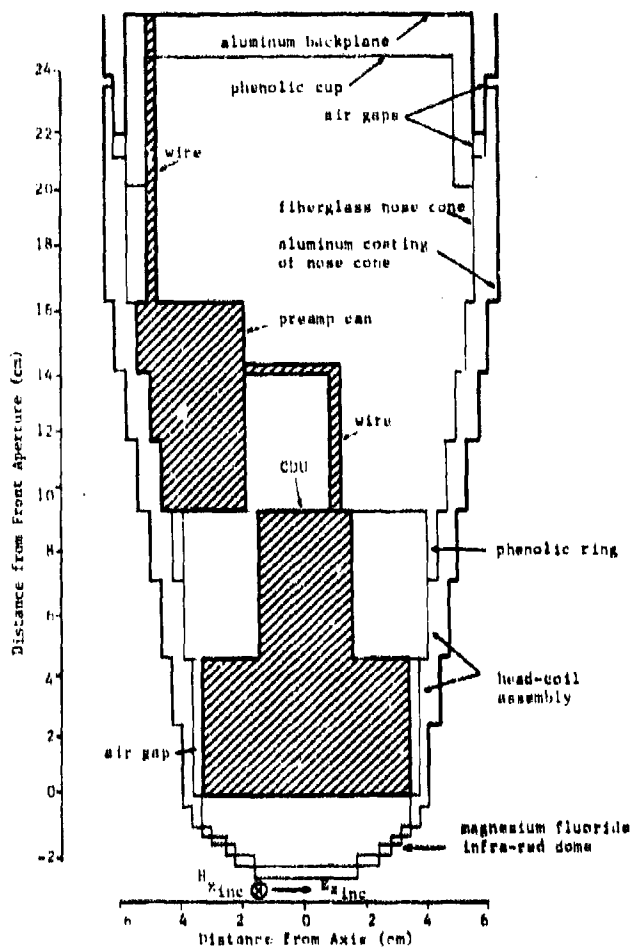 aluminum backplane
24
phenolic cup
air gaps
22
wire
20
fiberglass nose cone
18
aluminum coating
of nose cone
16
preamp can
14
wire
12
CDU
10
8
phenolic ring
6
4
head-coil
assembly
2
air gap
0
magnesium fluoride
infra-red dome
-2
Distance from Front Aperture (cm)
6 4 2 0 2 4 6
Distance from Axis (cm)